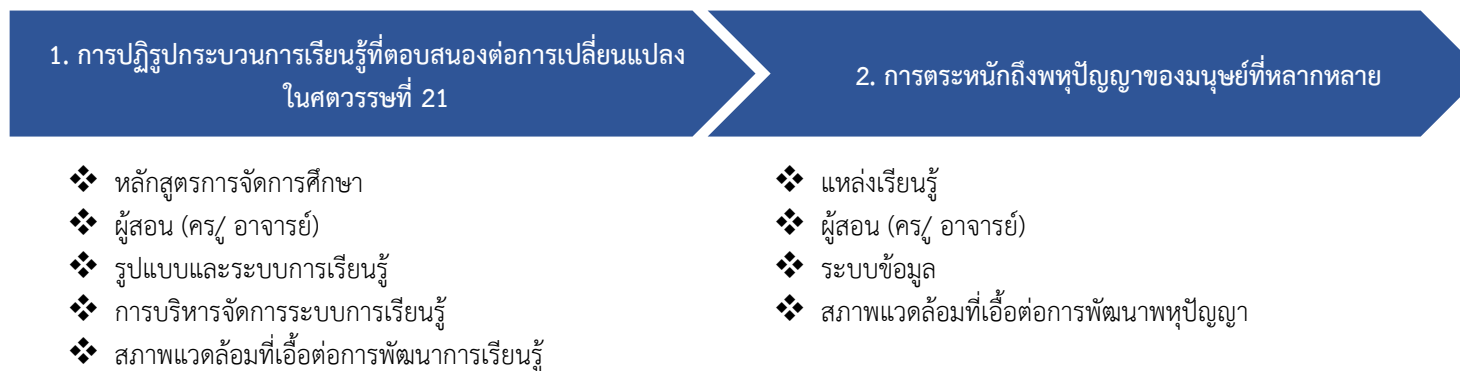 1. การปฏิรูปกระบวนการเรียนรู้ที่ตอบสนองต่อการเปลี่ยนแปลง
ในศตวรรษที่ 21
❖ หลักสูตรการจัดการศึกษา
❖ ผู้สอน (ครู/ อาจารย์)
❖ รูปแบบและระบบการเรียนรู้
❖ การบริหารจัดการระบบการเรียนรู้
❖ สภาพแวดล้อมที่เอื้อต่อการพัฒนาการเรียนรู้
2. การตระหนักถึงพหุปัญญาของมนุษย์ที่หลากหลาย
❖ แหล่งเรียนรู้
❖ ผู้สอน (ครู/ อาจารย์)
❖ ระบบข้อมูล
❖ สภาพแวดล้อมที่เอื้อต่อการพัฒนาพหุปัญญา